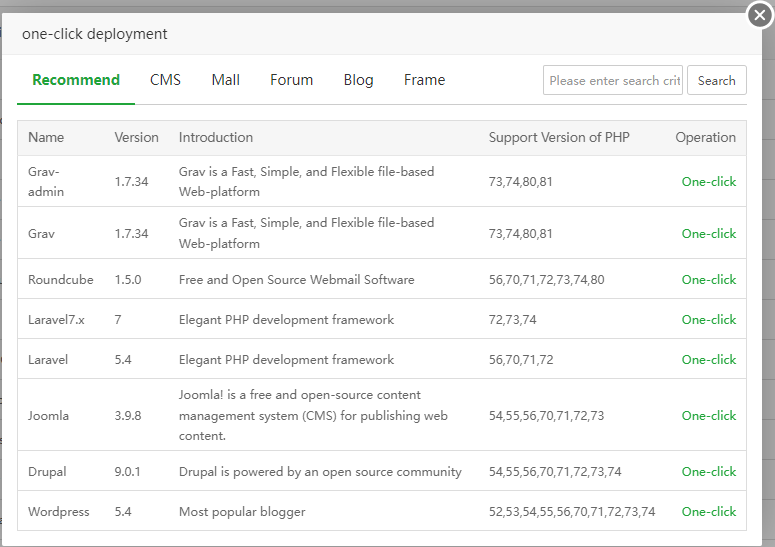 one-click deployment
Recommend CMS Mall Forum Blog Frame Please enter search crit Search
Name Version Introduction Support Version of PHP Operation
Grav-
admin 1.7.34 Grav is a Fast, Simple, and Flexible file-based
Web-platform 73,74,80,81 One-click
Grav 1.7.34 Grav is a Fast, Simple, and Flexible file-based
Web-platform 73,74,80,81 One-click
Roundcube 1.5.0 Free and Open Source Webmail Software 56,70,71,72,73,74,80 One-click
Laravel7.x 7 Elegant PHP development framework 72,73,74 One-click
Laravel 5.4 Elegant PHP development framework 56,70,71,72 One-click
Joomla 3.9.8 Joomla! is a free and open-source content
management system (CMS) for publishing web
content. 54,55,56,70,71,72,73 One-click
Drupal 9.0.1 Drupal is powered by an open source community 54,55,56,70,71,72,73,74 One-click
Wordpress 5.4 Most popular blogger 52,53,54,55,56,70,71,72,73,74 One-click